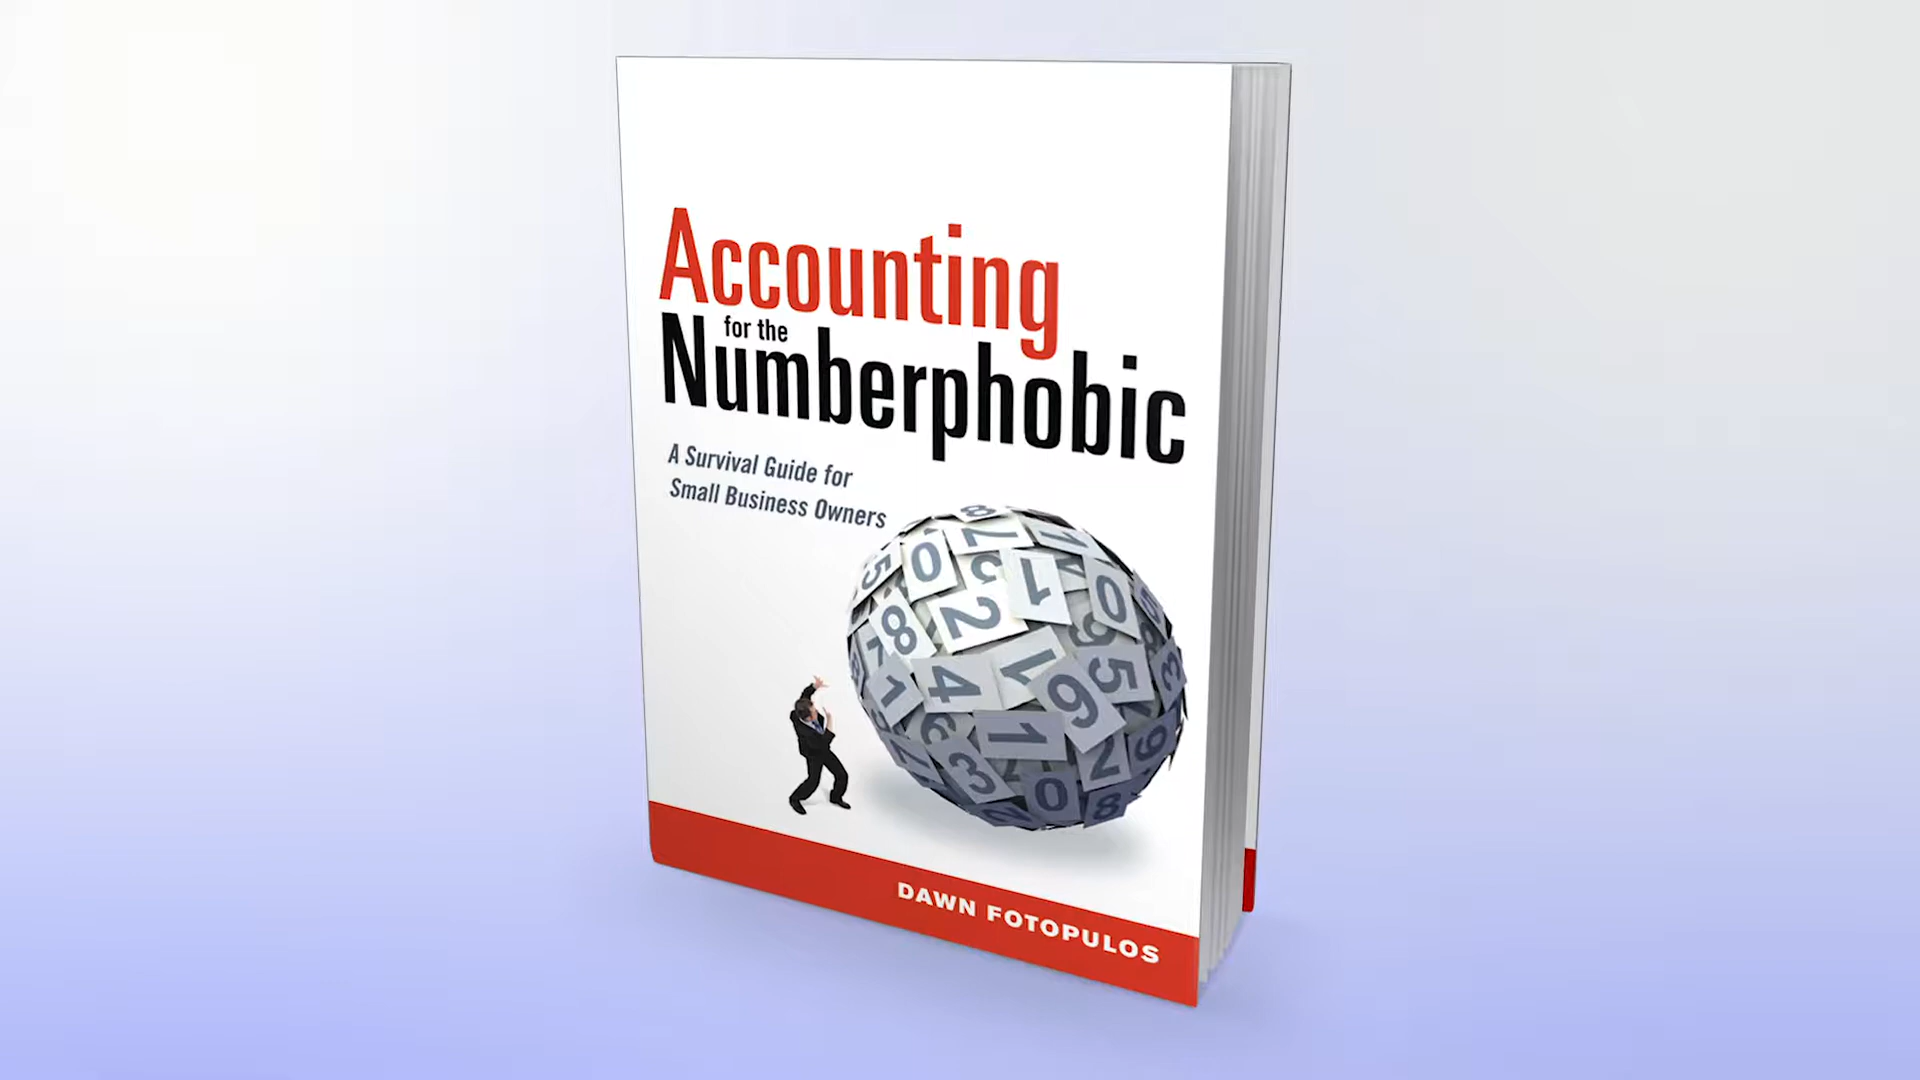 Accounting
for the
Numberphobic
A Survival Guide for
Small Business Owners
DAWN FOTOPULOS